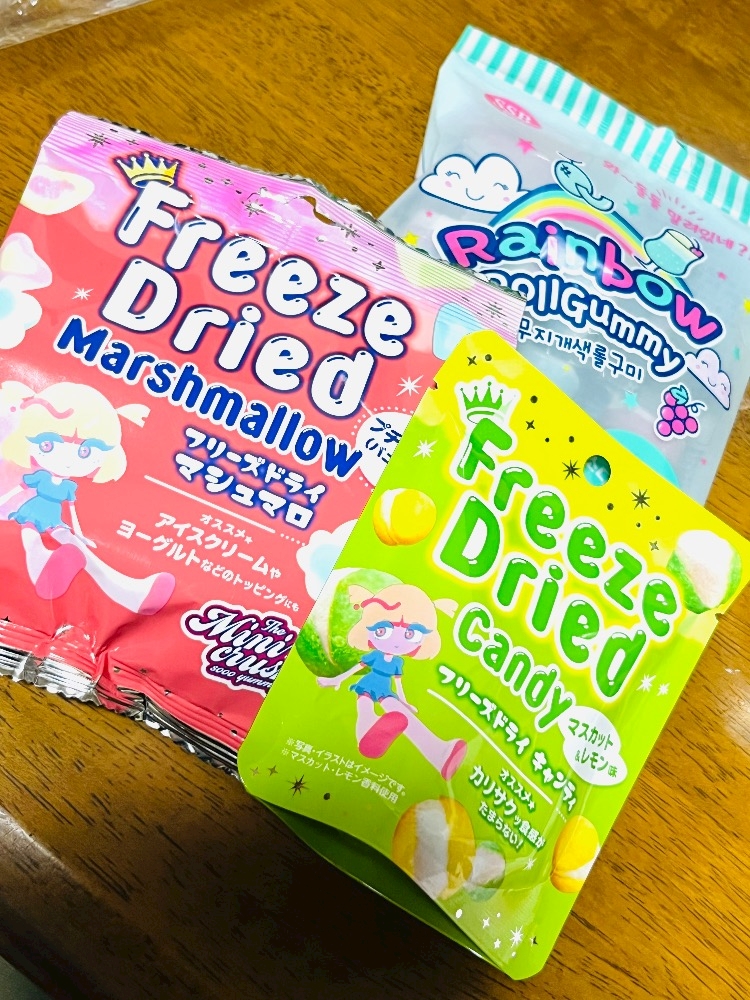 Freeze
Dried
Marshmallow
フリーズドライ
マシュマロ
オススメ
アイスクリームや
ヨーグルトなどのトッピングにも
The
Mini
sooo
SSB
Rainbow
Gummy
무지개색롤구미
Freeze
Dried
Candy
フリーズドライ キャンディ
マスカット
&レモン味
オススメ
カリサクッ食感が
たまらない!
※写真・イラストはイメージです。
※マスカット・レモン香料使用